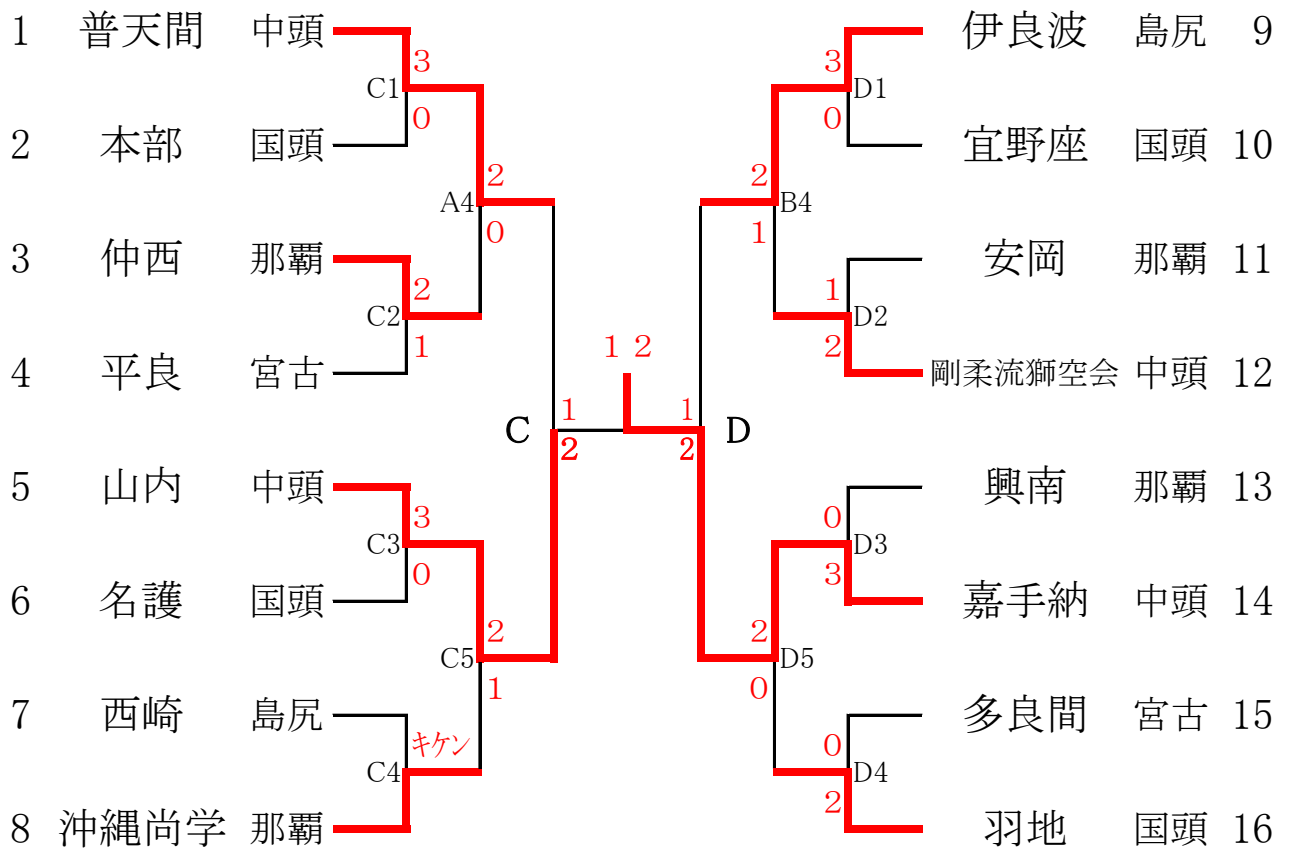 1 普天間 中頭
3
C1
0
2 本部 国頭
2
A4
0
3 仲西 那覇
2
C2
1
4 平良 宮古
1
C
2
5 山内 中頭
3
C3
0
6 名護 国頭
2
C5
1
7 西崎 島尻
キケン
C4
8 沖縄尚学 那覇
1 2
伊良波 島尻 9
3
D1
0
宜野座 国頭 10
2
B4
1
安岡 那覇 11
1
D2
2
剛柔流獅空会 中頭 12
1
D
2
興南 那覇 13
0
D3
3
嘉手納 中頭 14
2
D5
0
多良間 宮古 15
0
D4
2
羽地 国頭 16